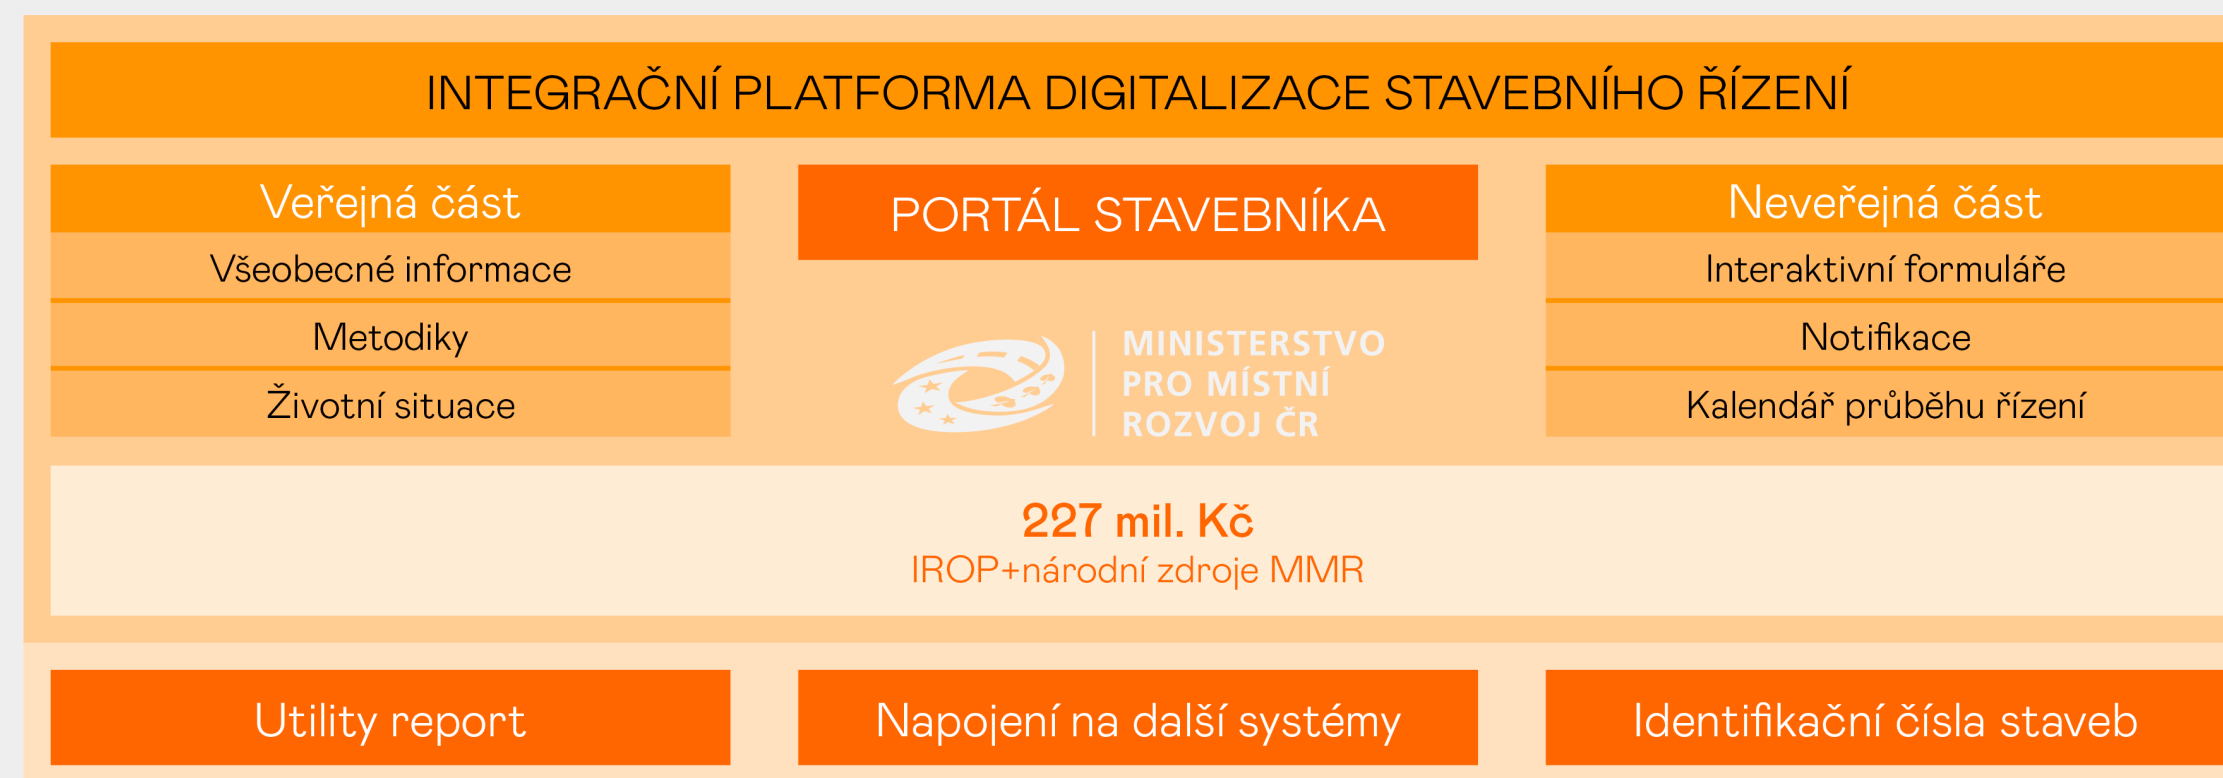 INTEGRAČNÍ PLATFORMA DIGITALIZACE STAVEBNÍHO ŘÍZENÍ
Veřejná část
Všeobecné informace
Metodiky
Životní situace
PORTÁL STAVEBNÍKA
MINISTERSTVO
PRO MÍSTNÍ
ROZVOJ ČR
Neveřejná část
Interaktivní formuláře
Notifikace
Kalendář průběhu řízení
227 mil. Kč
IROP+národní zdroje MMR
Utility report
Napojení na další systémy
Identifikační čísla staveb